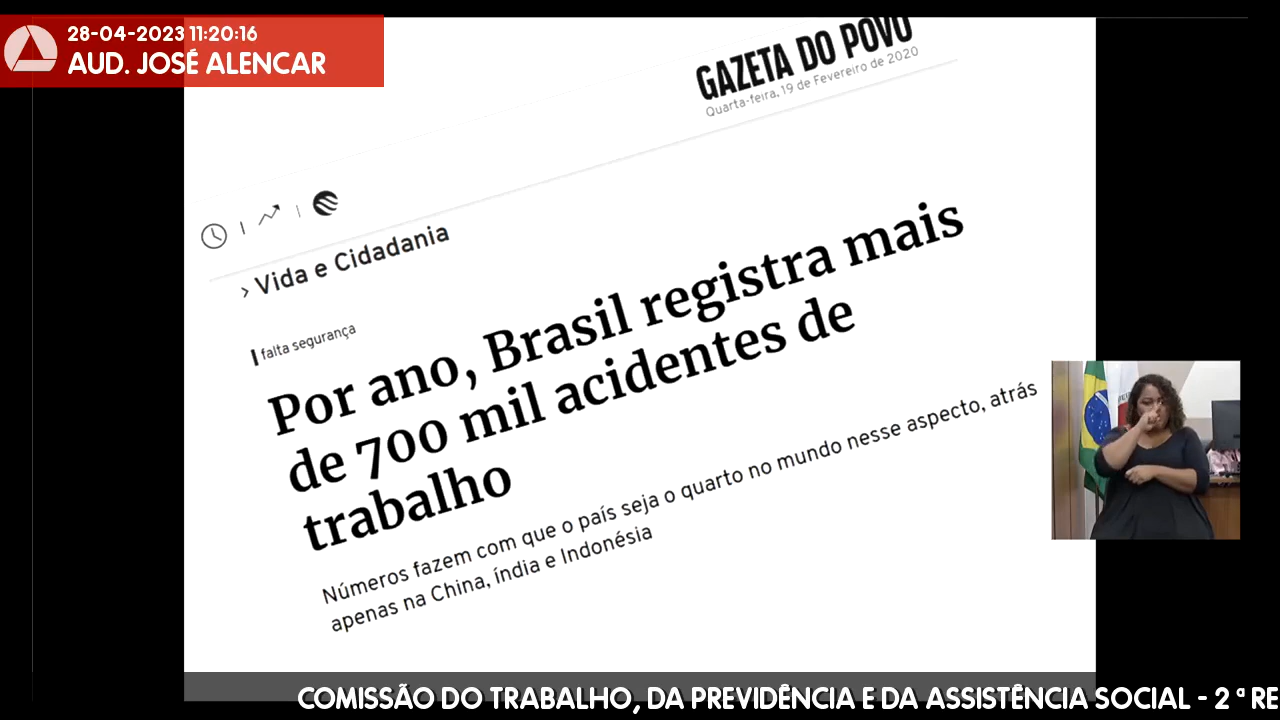 28-04-2023 11:20:16
AUD. JOSÉ ALENCAR
GAZETA DO POVO
Quarta-feira, 19 de Fevereiro de 2020
› Vida e Cidadania
falta segurança
Por ano, Brasil registra mais
de 700 mil acidentes de
trabalho
Números fazem com que o país seja o quarto no mundo nesse aspecto, atrás
apenas na China, índia e Indonésia
COMISSÃO DO TRABALHO, DA PREVIDÊNCIA E DA ASSISTÊNCIA SOCIAL - 2ª RE